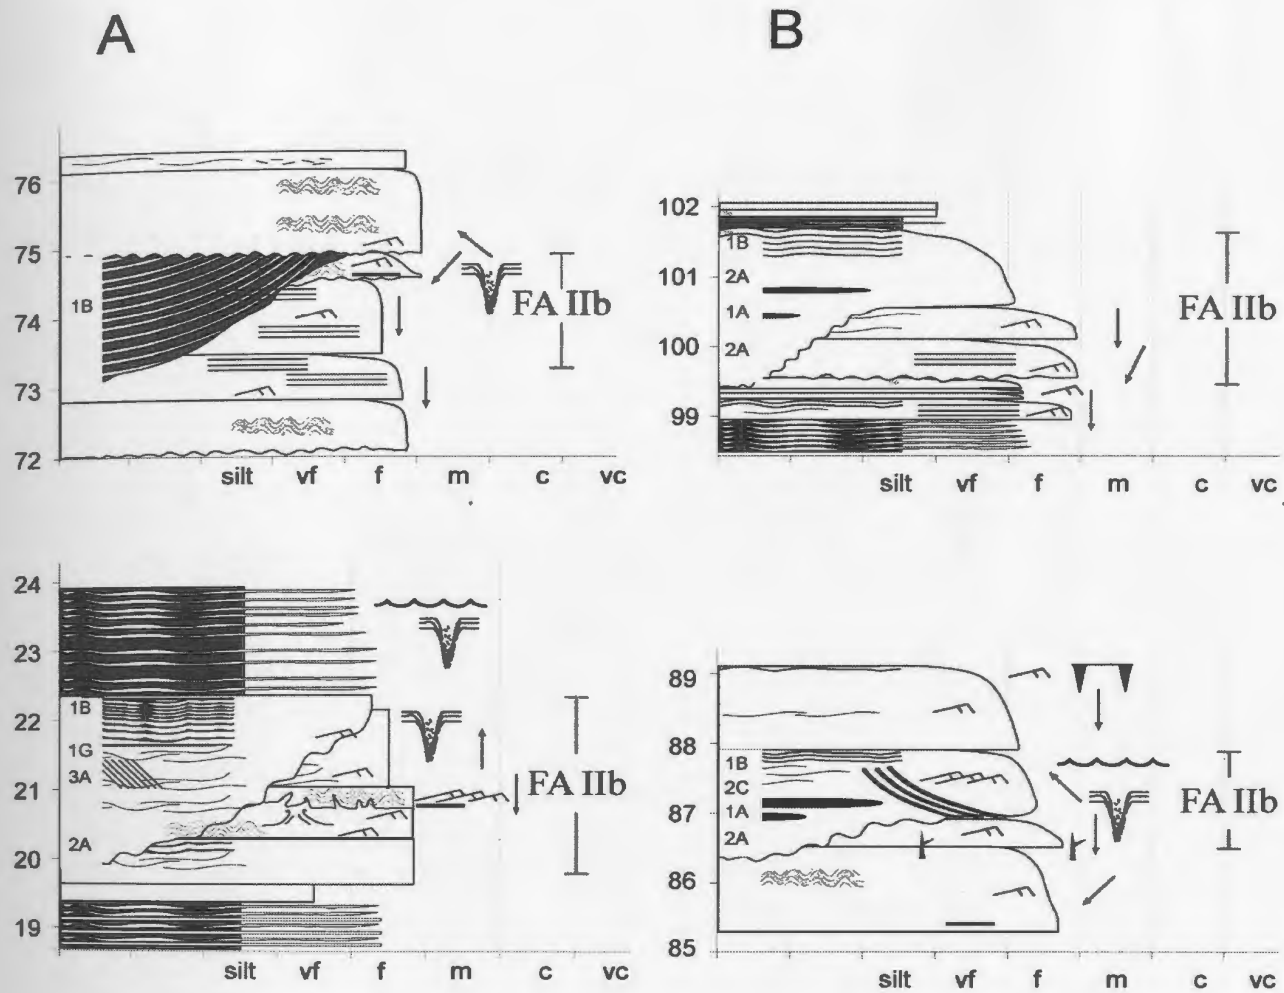 A
B
76
75
1B
74
73
72
FA IIb
silt vf f m c vc
102
1B
101
2A
1A
100
2A
99
FA IIb
silt vf f m c vc
24
23
22
1B
1G
3A
21
2A
20
19
FA IIb
silt vf f m c vc
89
88
1B
2C
87
1A
2A
86
85
FA IIb
silt vf f m c vc